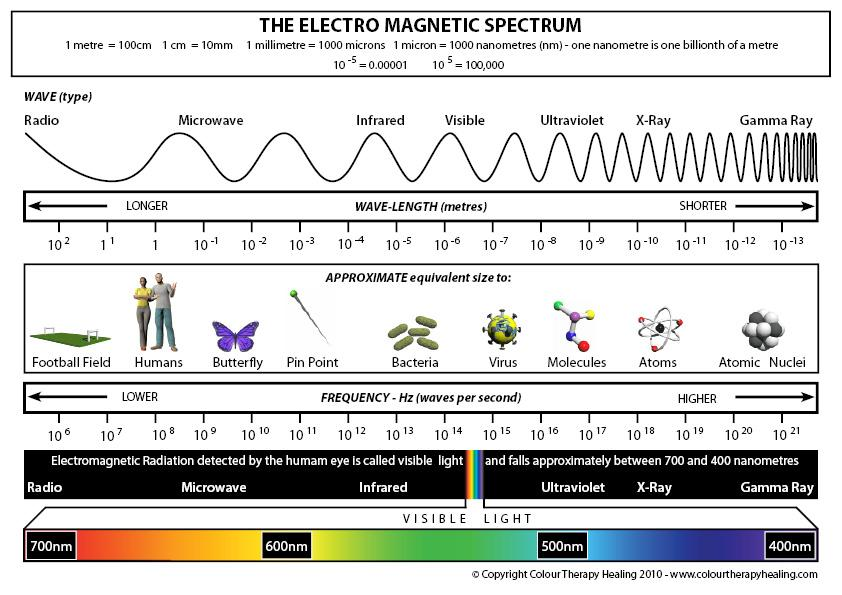 THE ELECTRO MAGNETIC SPECTRUM
1 metre = 100cm 1 cm = 10mm 1 millimetre = 1000 microns 1 micron = 1000 nanometres (nm) - one nanometre is one billionth of a metre
10 -5 = 0.00001 10 5 = 100,000
WAVE (type)
Radio Microwave Infrared Visible Ultraviolet X-Ray Gamma Ray
LONGER WAVE-LENGTH (metres) SHORTER
10 2 1 1 1 10 -1 10 -2 10 -3 10 -4 10 -5 10 -6 10 -7 10 -8 10 -9 10 -10 10 -11 10 -12 10 -13
APPROXIMATE equivalent size to:
Football Field Humans Butterfly Pin Point Bacteria Virus Molecules Atoms Atomic Nuclei
LOWER FREQUENCY - Hz (waves per second) HIGHER
10 6 10 7 10 8 10 9 10 10 10 11 10 12 10 13 10 14 10 15 10 16 10 17 10 18 10 19 10 20 10 21
Electromagnetic Radiation detected by the humam eye is called visible light and falls approximately between 700 and 400 nanometres
Radio Microwave Infrared Ultraviolet X-Ray Gamma Ray
VISIBLE LIGHT
700nm 600nm 500nm 400nm
© Copyright Colour Therapy Healing 2010 - www.colourtherapyhealing.com